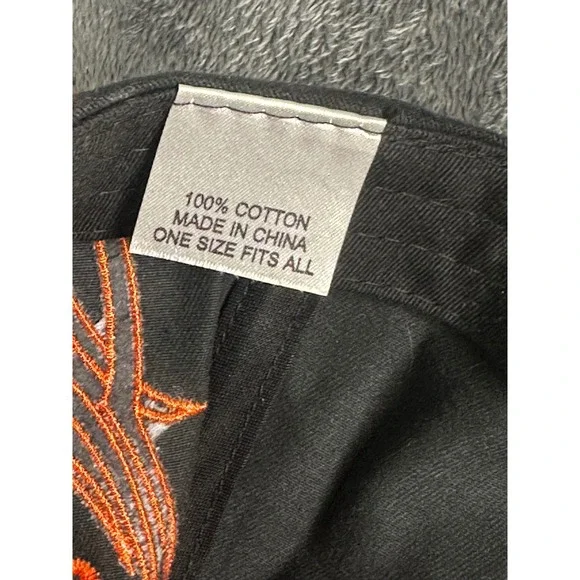 100% COTTON
MADE IN CHINA
ONE SIZE FITS ALL